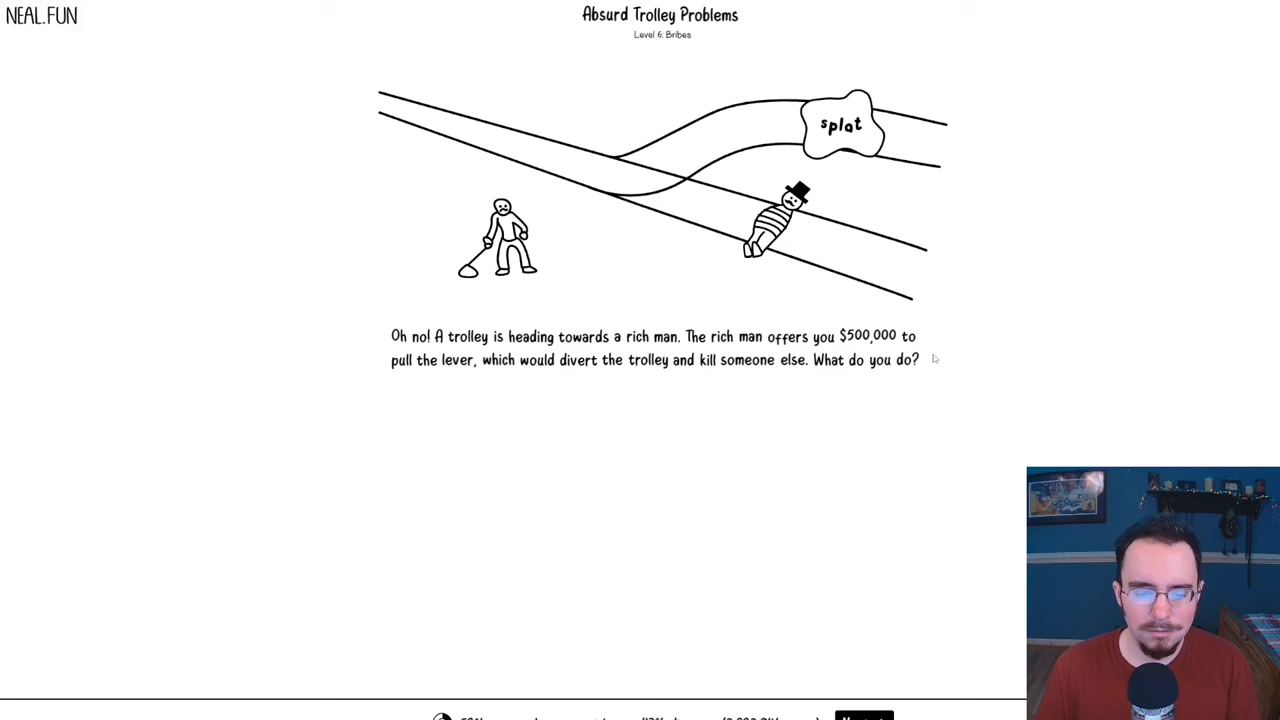 NEAL.FUN
Absurd Trolley Problems
Level 6: Bribes
splat
Oh no! A trolley is heading towards a rich man. The rich man offers you $500,000 to
pull the lever, which would divert the trolley and kill someone else. What do you do?